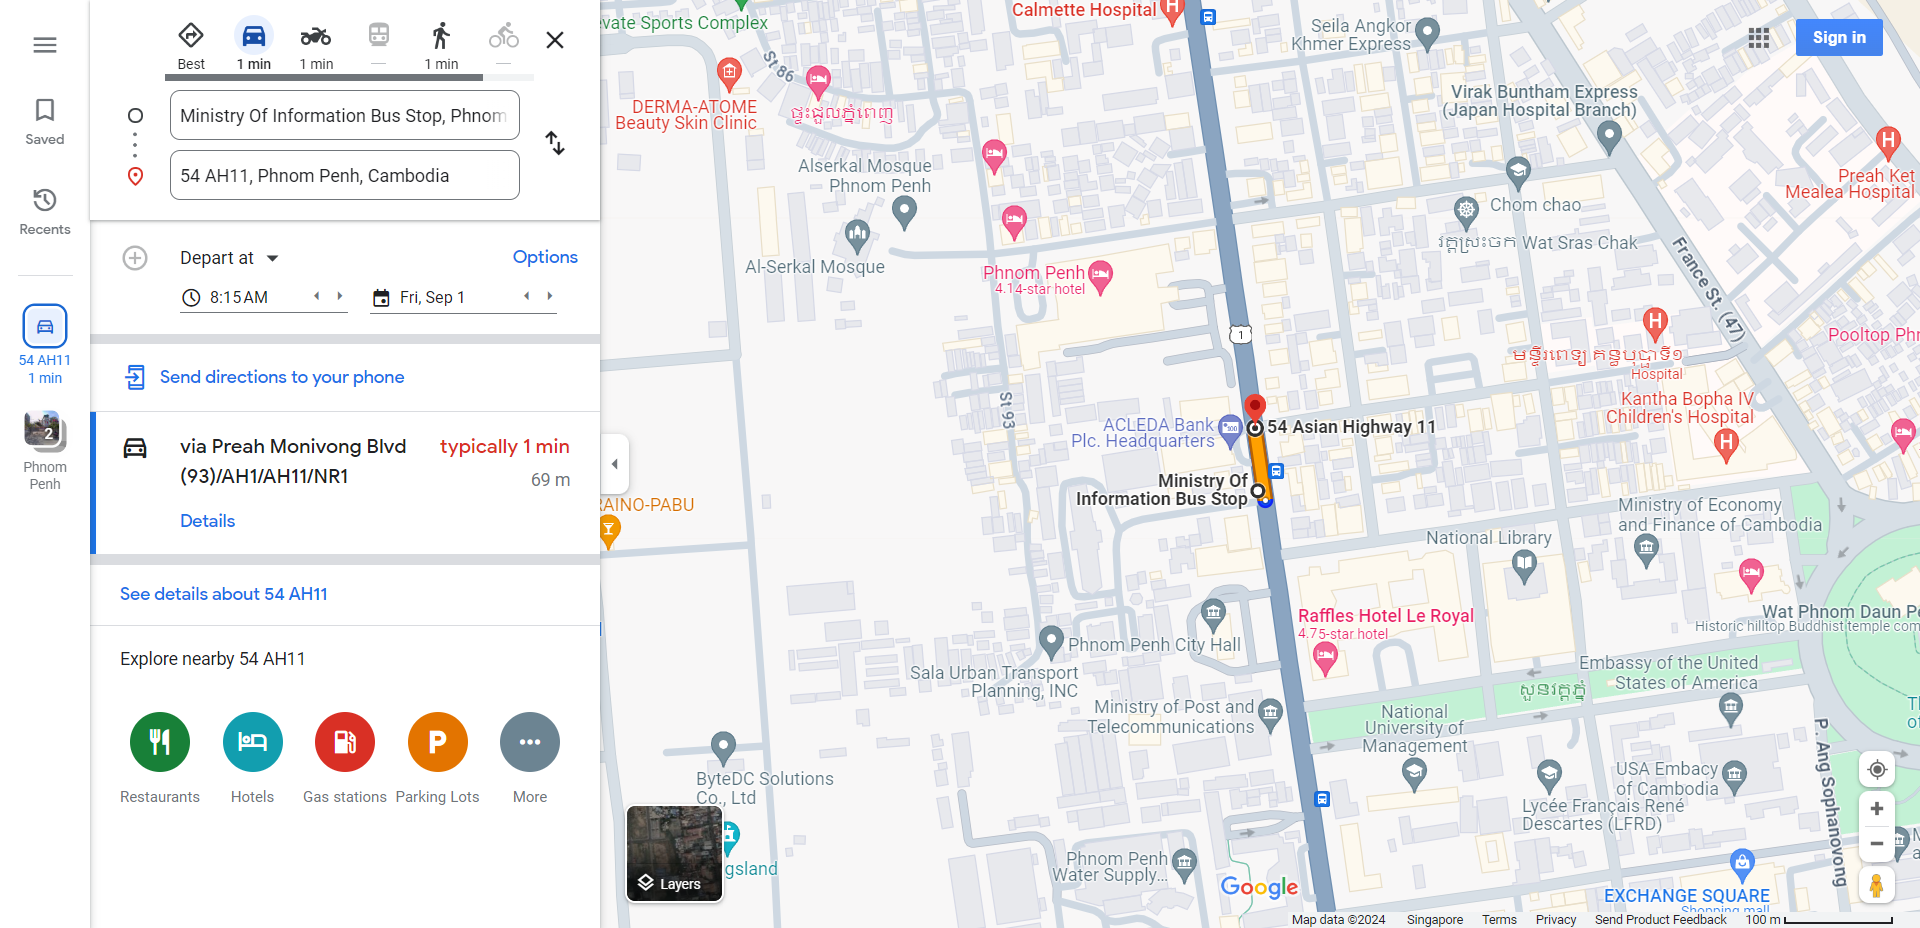 Best
1 min
1 min
1 min
Ministry Of Information Bus Stop, Phnom
54 AH11, Phnom Penh, Cambodia
Depart at
Options
8:15 AM
Fri, Sep 1
Send directions to your phone
via Preah Monivong Blvd
(93)/AH1/AH11/NR1
typically 1 min
69 m
Details
See details about 54 AH11
Explore nearby 54 AH11
Restaurants
Hotels
Gas stations
Parking Lots
More
Saved
Recents
54 AH11
1 min
2
Phnom
Penh
vate Sports Complex
Calmette Hospital
Seila Angkor
Khmer Express
Sign in
St 86
DERMA-ATOME
Beauty Skin Clinic
ផ្ទះជួលភ្នំពេញ
Virak Buntham Express
(Japan Hospital Branch)
Alserkal Mosque
Phnom Penh
Preah Ket
Mealea Hospital
Chom chao
វត្តស្រះចក Wat Sras Chak
Al-Serkal Mosque
Phnom Penh
4.1 4-star hotel
France St. (47)
1
Pooltop Phn
មន្ទីរពេទ្យ គន្ធបុប្ផាទី១
Hospital
Kantha Bopha IV
Children's Hospital
St 93
ACLEDA Bank
Plc. Headquarters
54 Asian Highway 11
Ministry Of
Information Bus Stop
RAINO-PABU
Ministry of Economy
and Finance of Cambodia
National Library
Raffles Hotel Le Royal
4.7 5-star hotel
Wat Phnom Daun Pe
Historic hilltop Buddhist temple com
Phnom Penh City Hall
Sala Urban Transport
Planning, INC
Embassy of the United
States of America
សួនវត្តភ្នំ
Ministry of Post and
Telecommunications
National
University of
Management
P. Ang Sophanovong
ByteDC Solutions
Co., Ltd
USA Embacy
of Cambodia
Lycée Français René
Descartes (LFRD)
Phnom Penh
Water Supply...
gsland
Layers
Google
EXCHANGE SQUARE
Shopping mall
Map data ©2024
Singapore
Terms
Privacy
Send Product Feedback
100 m